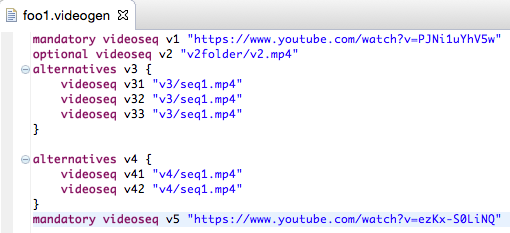 foo1.videogen
mandatory videoseq v1 "https://www.youtube.com/watch?v=PJNi1uYhV5w"
optional videoseq v2 "v2folder/v2.mp4"
alternatives v3 {
videoseq v31 "v3/seq1.mp4"
videoseq v32 "v3/seq1.mp4"
videoseq v33 "v3/seq1.mp4"
}
alternatives v4 {
videoseq v41 "v4/seq1.mp4"
videoseq v42 "v4/seq1.mp4"
}
mandatory videoseq v5 "https://www.youtube.com/watch?v=ezKx-S0LiNQ"